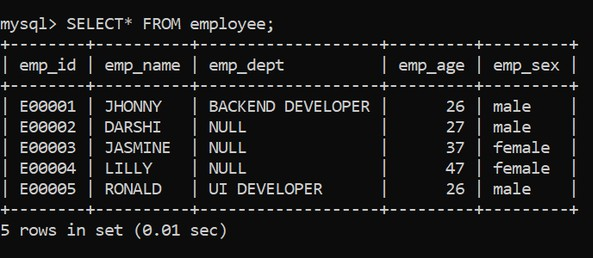 mysql> SELECT* FROM employee;
+--------+----------+-------------------+---------+---------+
| emp_id | emp_name | emp_dept          | emp_age | emp_sex |
+--------+----------+-------------------+---------+---------+
| E00001 | JHONNY   | BACKEND DEVELOPER |      26 | male    |
| E00002 | DARSHI   | NULL              |      27 | male    |
| E00003 | JASMINE  | NULL              |      37 | female  |
| E00004 | LILLY    | NULL              |      47 | female  |
| E00005 | RONALD   | UI DEVELOPER      |      26 | male    |
+--------+----------+-------------------+---------+---------+
5 rows in set (0.01 sec)